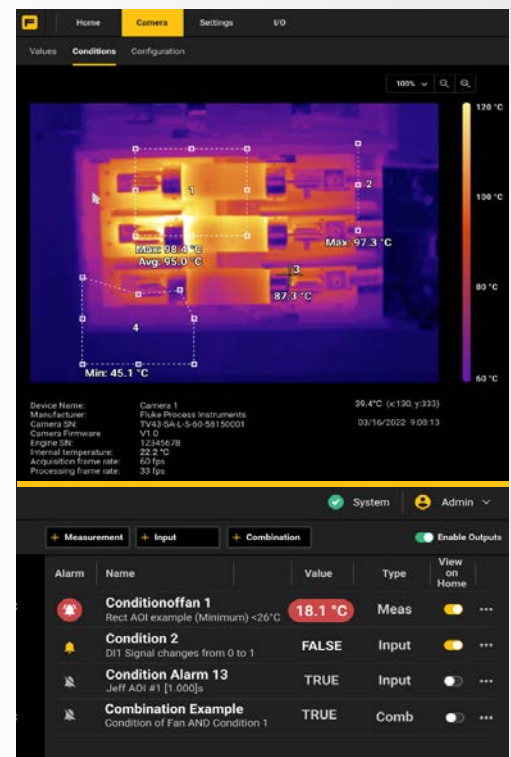 F Home Camera Settings I/O
Values Conditions Configuration
100%
120 °C
1
2
100 °C
Max: 98.4 °C
Avg: 95.0 °C
Max: 97.3 °C
3
87.3 °C
80 °C
4
Min: 45.1 °C
60 °C
Device Name: Camera 1
Manufacturer: Fluke Process Instruments
Camera SN: TV43-SA-L-S-60-58150001
Camera Firmware V1.0
Engine SN: 12345678
Internal temperature: 22.2 °C
Acquisition frame rate: 60 fps
Processing frame rate: 33 fps
39.4°C (x:130, y:333)
03/16/2022 9:08:13
System Admin
+ Measurement + Input + Combination Enable Outputs
Alarm Name Value Type View on Home
Conditionoffan 1 18.1 °C Meas
Rect AOI example (Minimum) <26°C
Condition 2 FALSE Input
DI1 Signal changes from 0 to 1
Condition Alarm 13 TRUE Input
Jeff AOI #1 [1.000]s
Combination Example TRUE Comb
Condition of Fan AND Condition 1